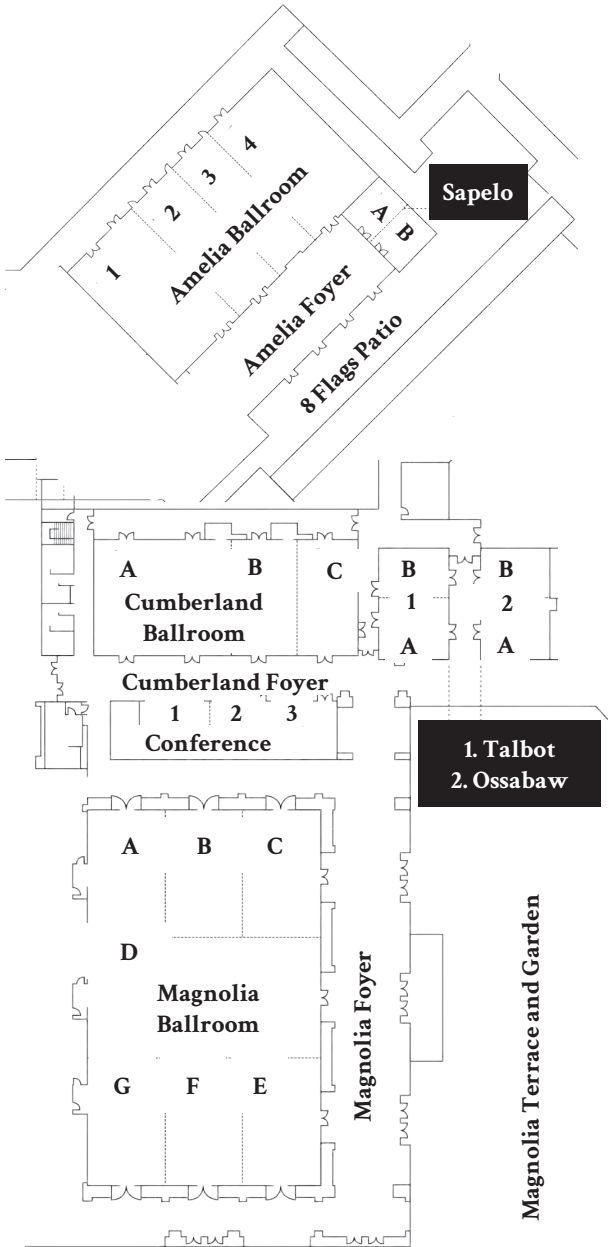 4
3
2
1
Amelia Ballroom
Sapelo
A
B
Amelia Foyer
8 Flags Patio
A
B
C
Cumberland
Ballroom
B
1
A
B
2
A
Cumberland Foyer
1 2 3
Conference
1. Talbot
2. Ossabaw
A B C
D
Magnolia
Ballroom
G F E
Magnolia Foyer
Magnolia Terrace and Garden